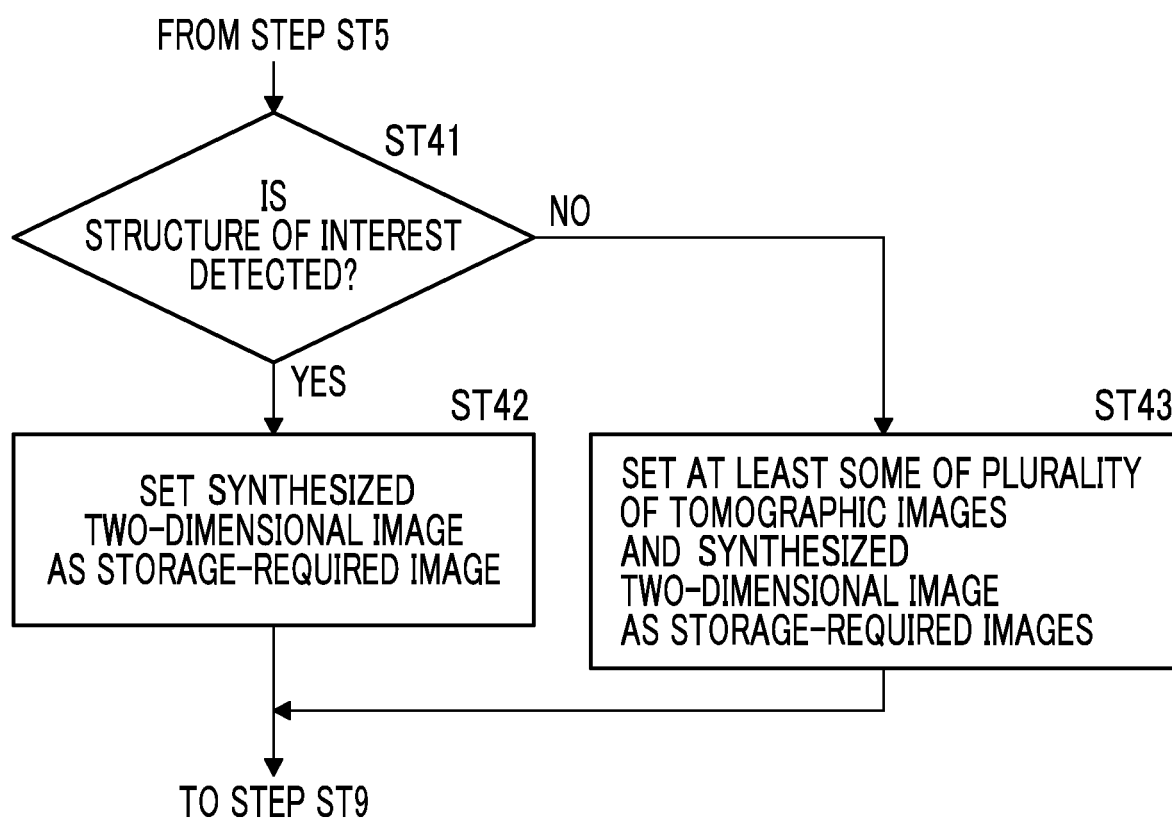 FROM STEP ST5
ST41
IS
STRUCTURE OF INTEREST
DETECTED?
NO
YES
ST42
SET SYNTHESIZED
TWO-DIMENSIONAL IMAGE
AS STORAGE-REQUIRED IMAGE
ST43
SET AT LEAST SOME OF PLURALITY
OF TOMOGRAPHIC IMAGES
AND SYNTHESIZED
TWO-DIMENSIONAL IMAGE
AS STORAGE-REQUIRED IMAGES
TO STEP ST9